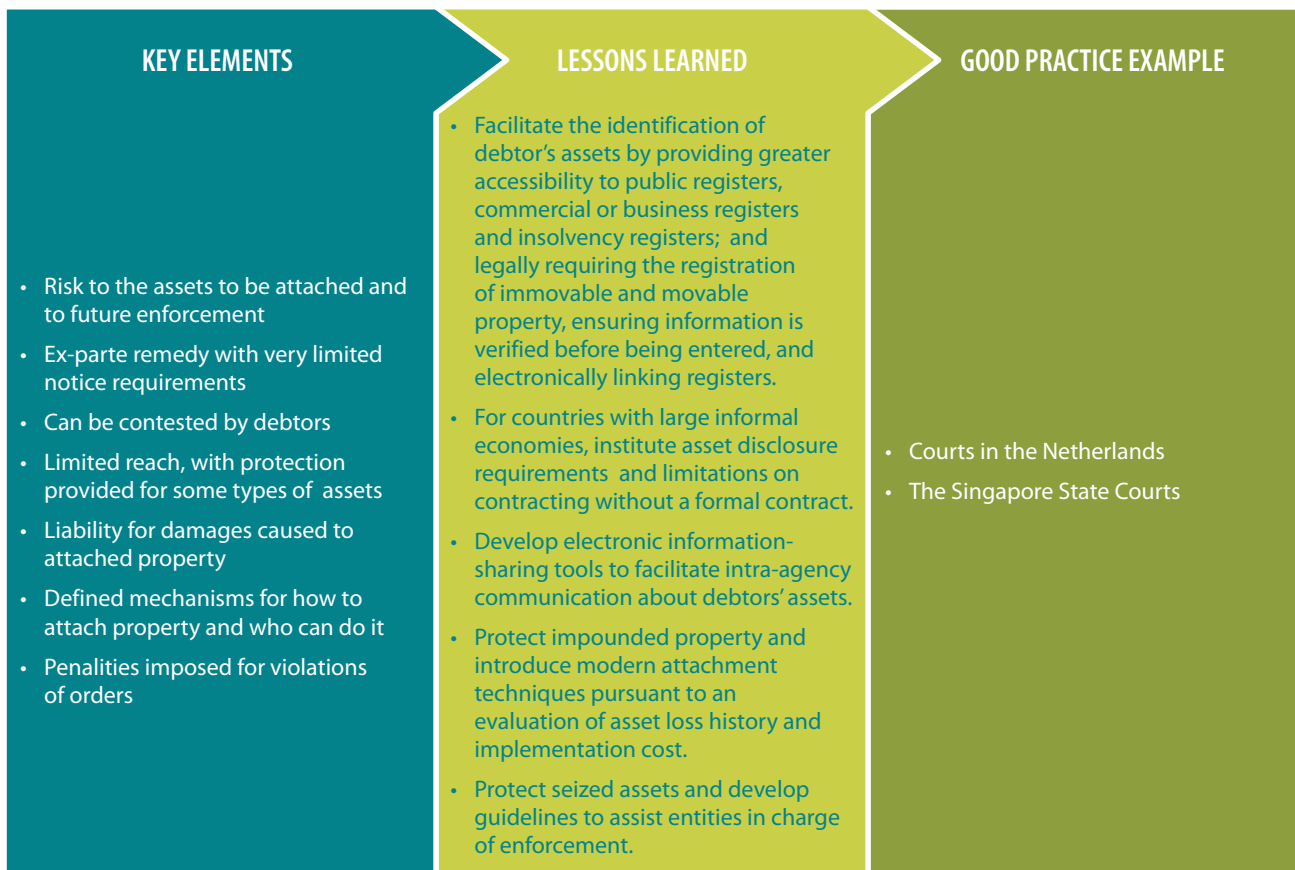 KEY ELEMENTS
• Risk to the assets to be attached and
to future enforcement
• Ex-parte remedy with very limited
notice requirements
• Can be contested by debtors
• Limited reach, with protection
provided for some types of assets
• Liability for damages caused to
attached property
• Defined mechanisms for how to
attach property and who can do it
• Penalities imposed for violations
of orders
LESSONS LEARNED
• Facilitate the identification of
debtor's assets by providing greater
accessibility to public registers,
commercial or business registers
and insolvency registers; and
legally requiring the registration
of immovable and movable
property, ensuring information is
verified before being entered, and
electronically linking registers.
• For countries with large informal
economies, institute asset disclosure
requirements and limitations on
contracting without a formal contract.
• Develop electronic information-
sharing tools to facilitate intra-agency
communication about debtors' assets.
• Protect impounded property and
introduce modern attachment
techniques pursuant to an
evaluation of asset loss history and
implementation cost.
• Protect seized assets and develop
guidelines to assist entities in charge
of enforcement.
GOOD PRACTICE EXAMPLE
• Courts in the Netherlands
• The Singapore State Courts